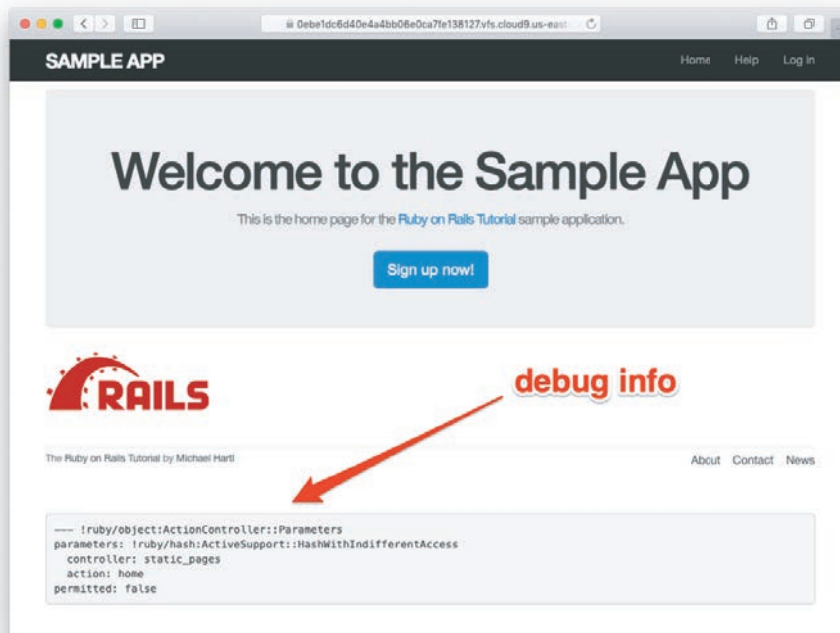 0ebe1dc6d40e4a4bb06e0ca7fe138127.vfs.cloud9.us-east
SAMPLE APP
Home Help Log in
Welcome to the Sample App
This is the home page for the Ruby on Rails Tutorial sample application.
Sign up now!
RAILS
debug info
The Ruby on Rails Tutorial by Michael Hartl
About Contact News
--- !ruby/object:ActionController::Parameters
parameters: !ruby/hash:ActiveSupport::HashWithIndifferentAccess
controller: static_pages
action: home
permitted: false